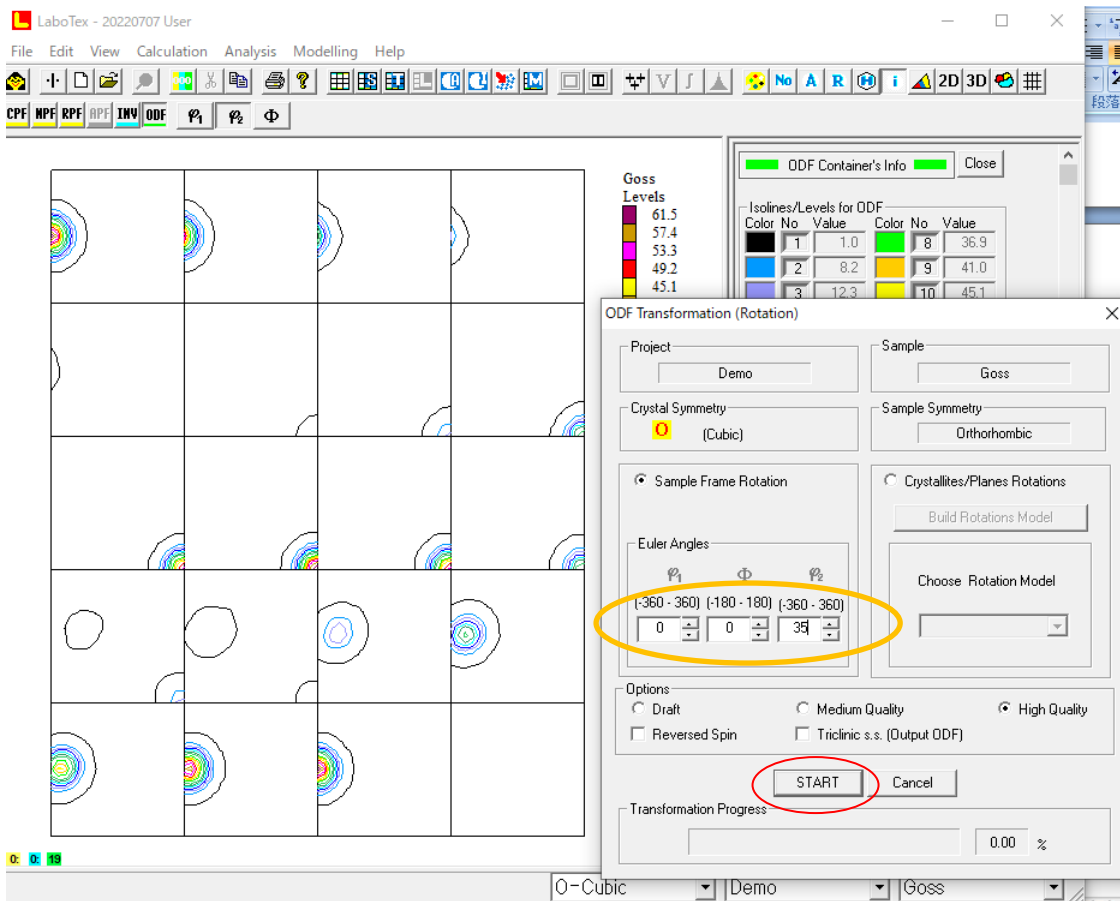 LaboTex - 20220707 User
File Edit View Calculation Analysis Modelling Help
No A R H i 2D 3D
CPF NPF RPF APF INV ODF φ1 φ2 Φ
段落
Goss
Levels
61.5
57.4
53.3
49.2
45.1
ODF Container's Info Close
Isolines/Levels for ODF
Color No Value Color No Value
1 1.0 8 36.9
2 8.2 9 41.0
3 12.3 10 45.1
ODF Transformation (Rotation)
Project
Demo
Sample
Goss
Crystal Symmetry
O (Cubic)
Sample Symmetry
Orthorhombic
Sample Frame Rotation
Crystallites/Planes Rotations
Build Rotations Model
Euler Angles
φ1 Φ φ2
(-360 - 360) (-180 - 180) (-360 - 360)
0 0 35
Choose Rotation Model
Options
Draft Medium Quality High Quality
Reversed Spin Triclinic s.s. (Output ODF)
START Cancel
Transformation Progress
0.00 %
0: 0: 19
O-Cubic Demo Goss